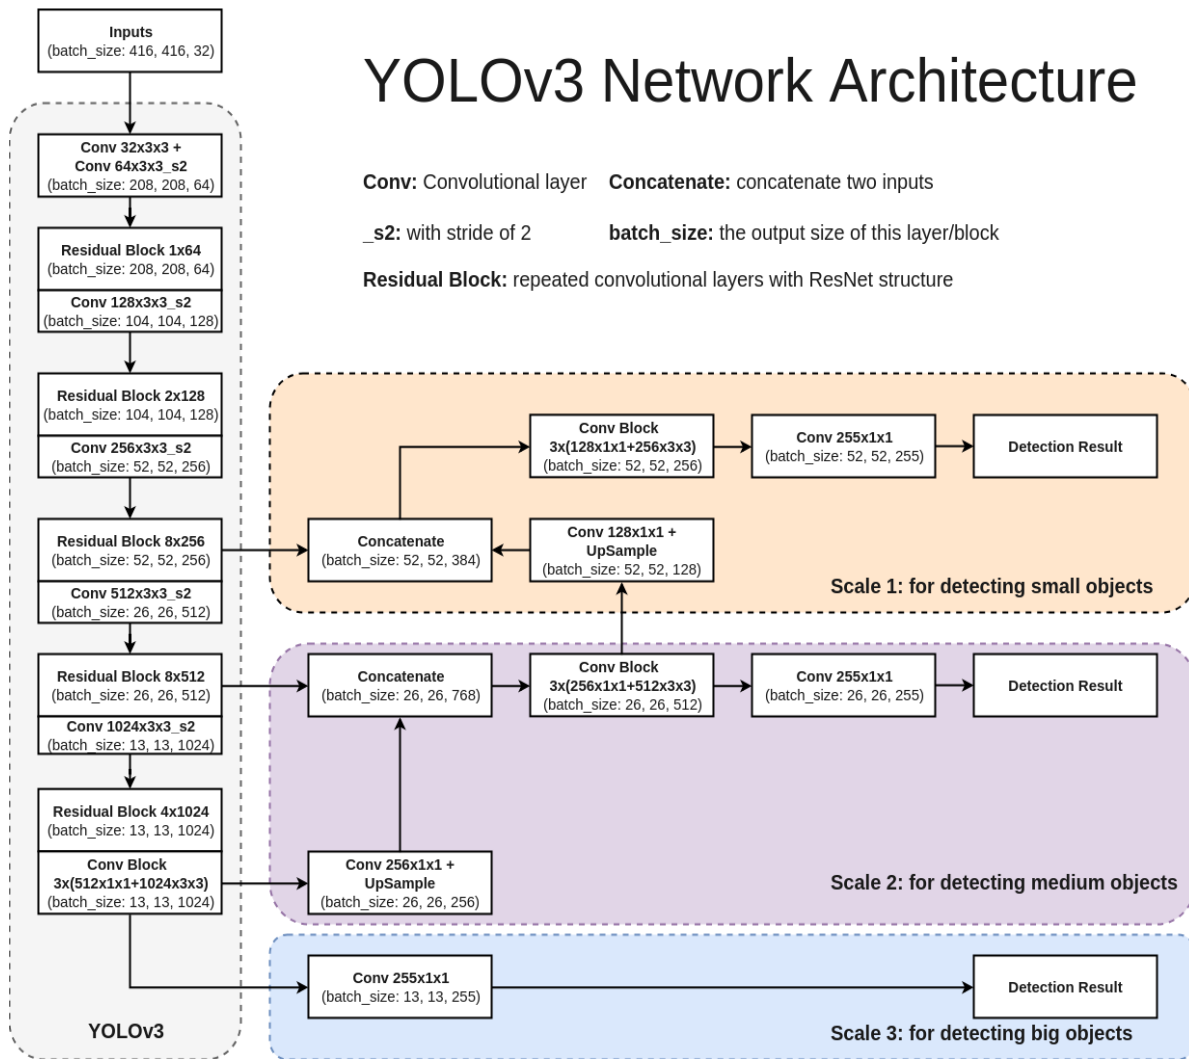 Inputs
(batch_size: 416, 416, 32)
YOLOv3 Network Architecture
Conv: Convolutional layer
Concatenate: concatenate two inputs
_s2: with stride of 2
batch_size: the output size of this layer/block
Residual Block: repeated convolutional layers with ResNet structure
Conv 32x3x3 +
Conv 64x3x3_s2
(batch_size: 208, 208, 64)
Residual Block 1x64
(batch_size: 208, 208, 64)
Conv 128x3x3_s2
(batch_size: 104, 104, 128)
Residual Block 2x128
(batch_size: 104, 104, 128)
Conv 256x3x3_s2
(batch_size: 52, 52, 256)
Residual Block 8x256
(batch_size: 52, 52, 256)
Conv 512x3x3_s2
(batch_size: 26, 26, 512)
Residual Block 8x512
(batch_size: 26, 26, 512)
Conv 1024x3x3_s2
(batch_size: 13, 13, 1024)
Residual Block 4x1024
(batch_size: 13, 13, 1024)
Conv Block
3x(512x1x1+1024x3x3)
(batch_size: 13, 13, 1024)
YOLOv3
Conv Block
3x(128x1x1+256x3x3)
(batch_size: 52, 52, 256)
Conv 255x1x1
(batch_size: 52, 52, 255)
Detection Result
Concatenate
(batch_size: 52, 52, 384)
Conv 128x1x1 +
UpSample
(batch_size: 52, 52, 128)
Scale 1: for detecting small objects
Concatenate
(batch_size: 26, 26, 768)
Conv Block
3x(256x1x1+512x3x3)
(batch_size: 26, 26, 512)
Conv 255x1x1
(batch_size: 26, 26, 255)
Detection Result
Conv 256x1x1 +
UpSample
(batch_size: 26, 26, 256)
Scale 2: for detecting medium objects
Conv 255x1x1
(batch_size: 13, 13, 255)
Detection Result
Scale 3: for detecting big objects